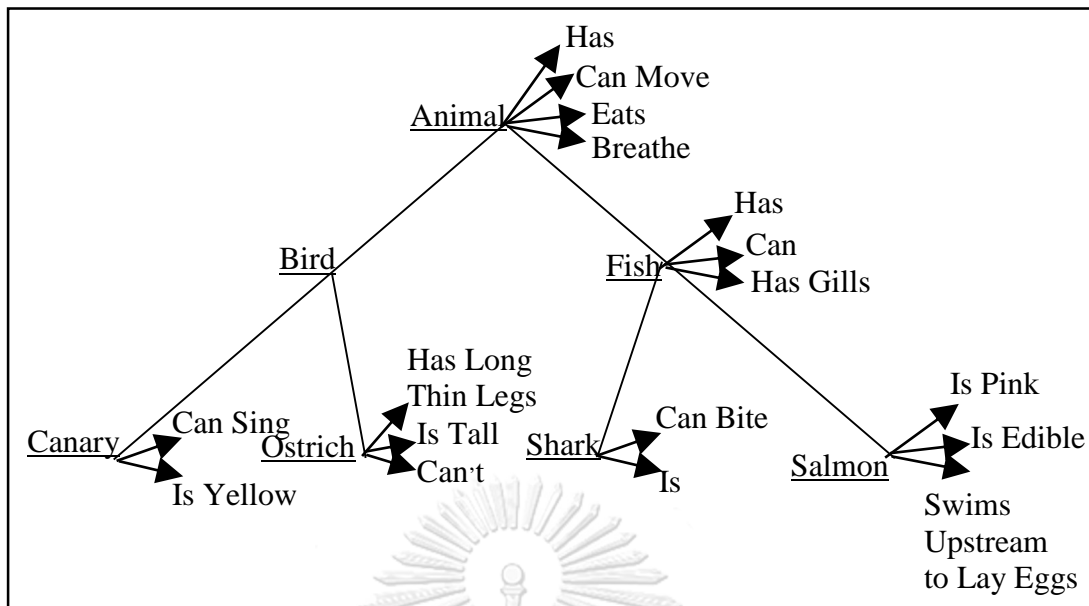 Has
Can Move
Animal
Eats
Breathe
Has
Bird
Fish
Can
Has Gills
Has Long
Thin Legs
Is Pink
Canary
Can Sing
Is Yellow
Ostrich
Is Tall
Can't
Shark
Can Bite
Is
Salmon
Is Edible
Swims
Upstream
to Lay Eggs